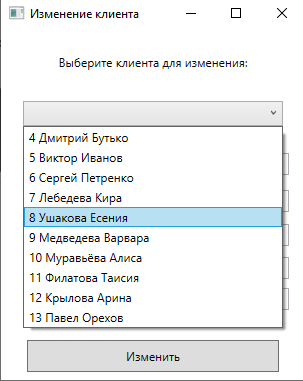 Изменение клиента
Выберите клиента для изменения:
4 Дмитрий Бутько
5 Виктор Иванов
6 Сергей Петренко
7 Лебедева Кира
8 Ушакова Есения
9 Медведева Варвара
10 Муравьёва Алиса
11 Филатова Таисия
12 Крылова Арина
13 Павел Орехов
Изменить